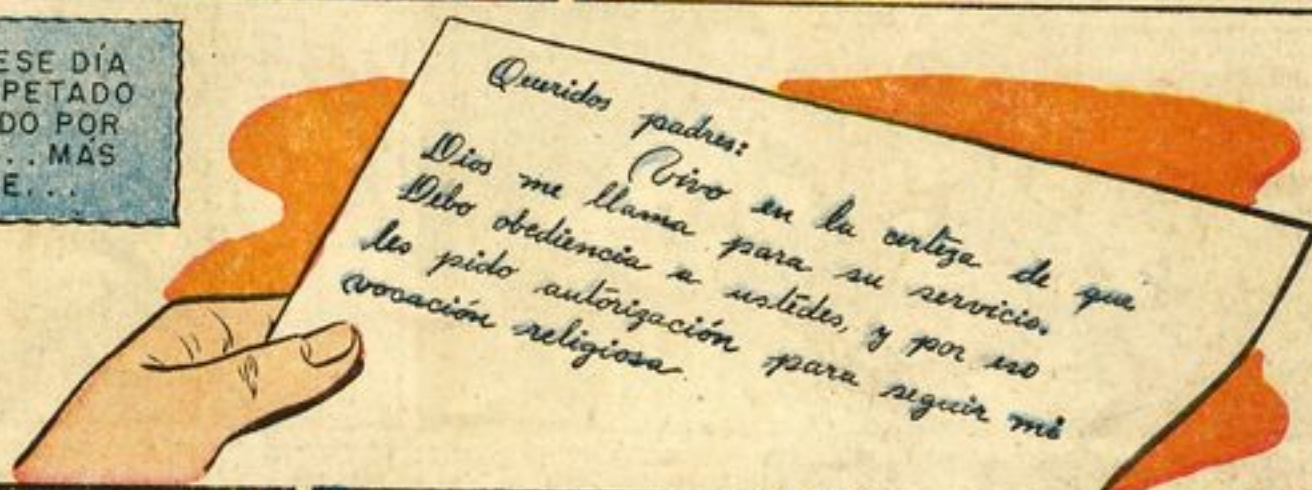 ESE DÍA
PETADO
DO POR
... MÁS
E...
Queridos padres:
Vivo en la certeza de que
Dios me llama para su servicio.
Debo obediencia a ustedes, y por eso
les pido autorización para seguir mi
vocación religiosa.